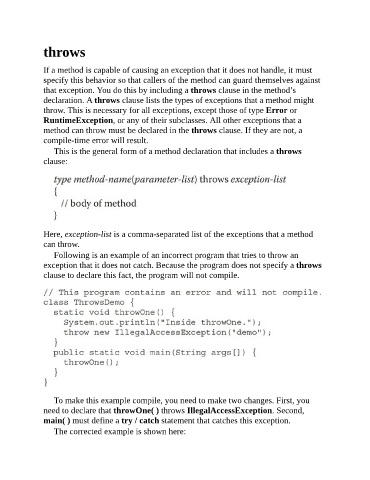 throws
If a method is capable of causing an exception that it does not handle, it must
specify this behavior so that callers of the method can guard themselves against
that exception. You do this by including a throws clause in the method's
declaration. A throws clause lists the types of exceptions that a method might
throw. This is necessary for all exceptions, except those of type Error or
RuntimeException, or any of their subclasses. All other exceptions that a
method can throw must be declared in the throws clause. If they are not, a
compile-time error will result.
This is the general form of a method declaration that includes a throws
clause:
type method-name(parameter-list) throws exception-list
{
// body of method
}
Here, exception-list is a comma-separated list of the exceptions that a method
can throw.
Following is an example of an incorrect program that tries to throw an
exception that it does not catch. Because the program does not specify a throws
clause to declare this fact, the program will not compile.
// This program contains an error and will not compile.
class ThrowsDemo {
static void throwOne() {
System.out.println("Inside throwOne.");
throw new IllegalAccessException("demo");
}
public static void main(String args[]) {
throwOne();
}
}
To make this example compile, you need to make two changes. First, you
need to declare that throwOne( ) throws IllegalAccessException. Second,
main( ) must define a try / catch statement that catches this exception.
The corrected example is shown here: